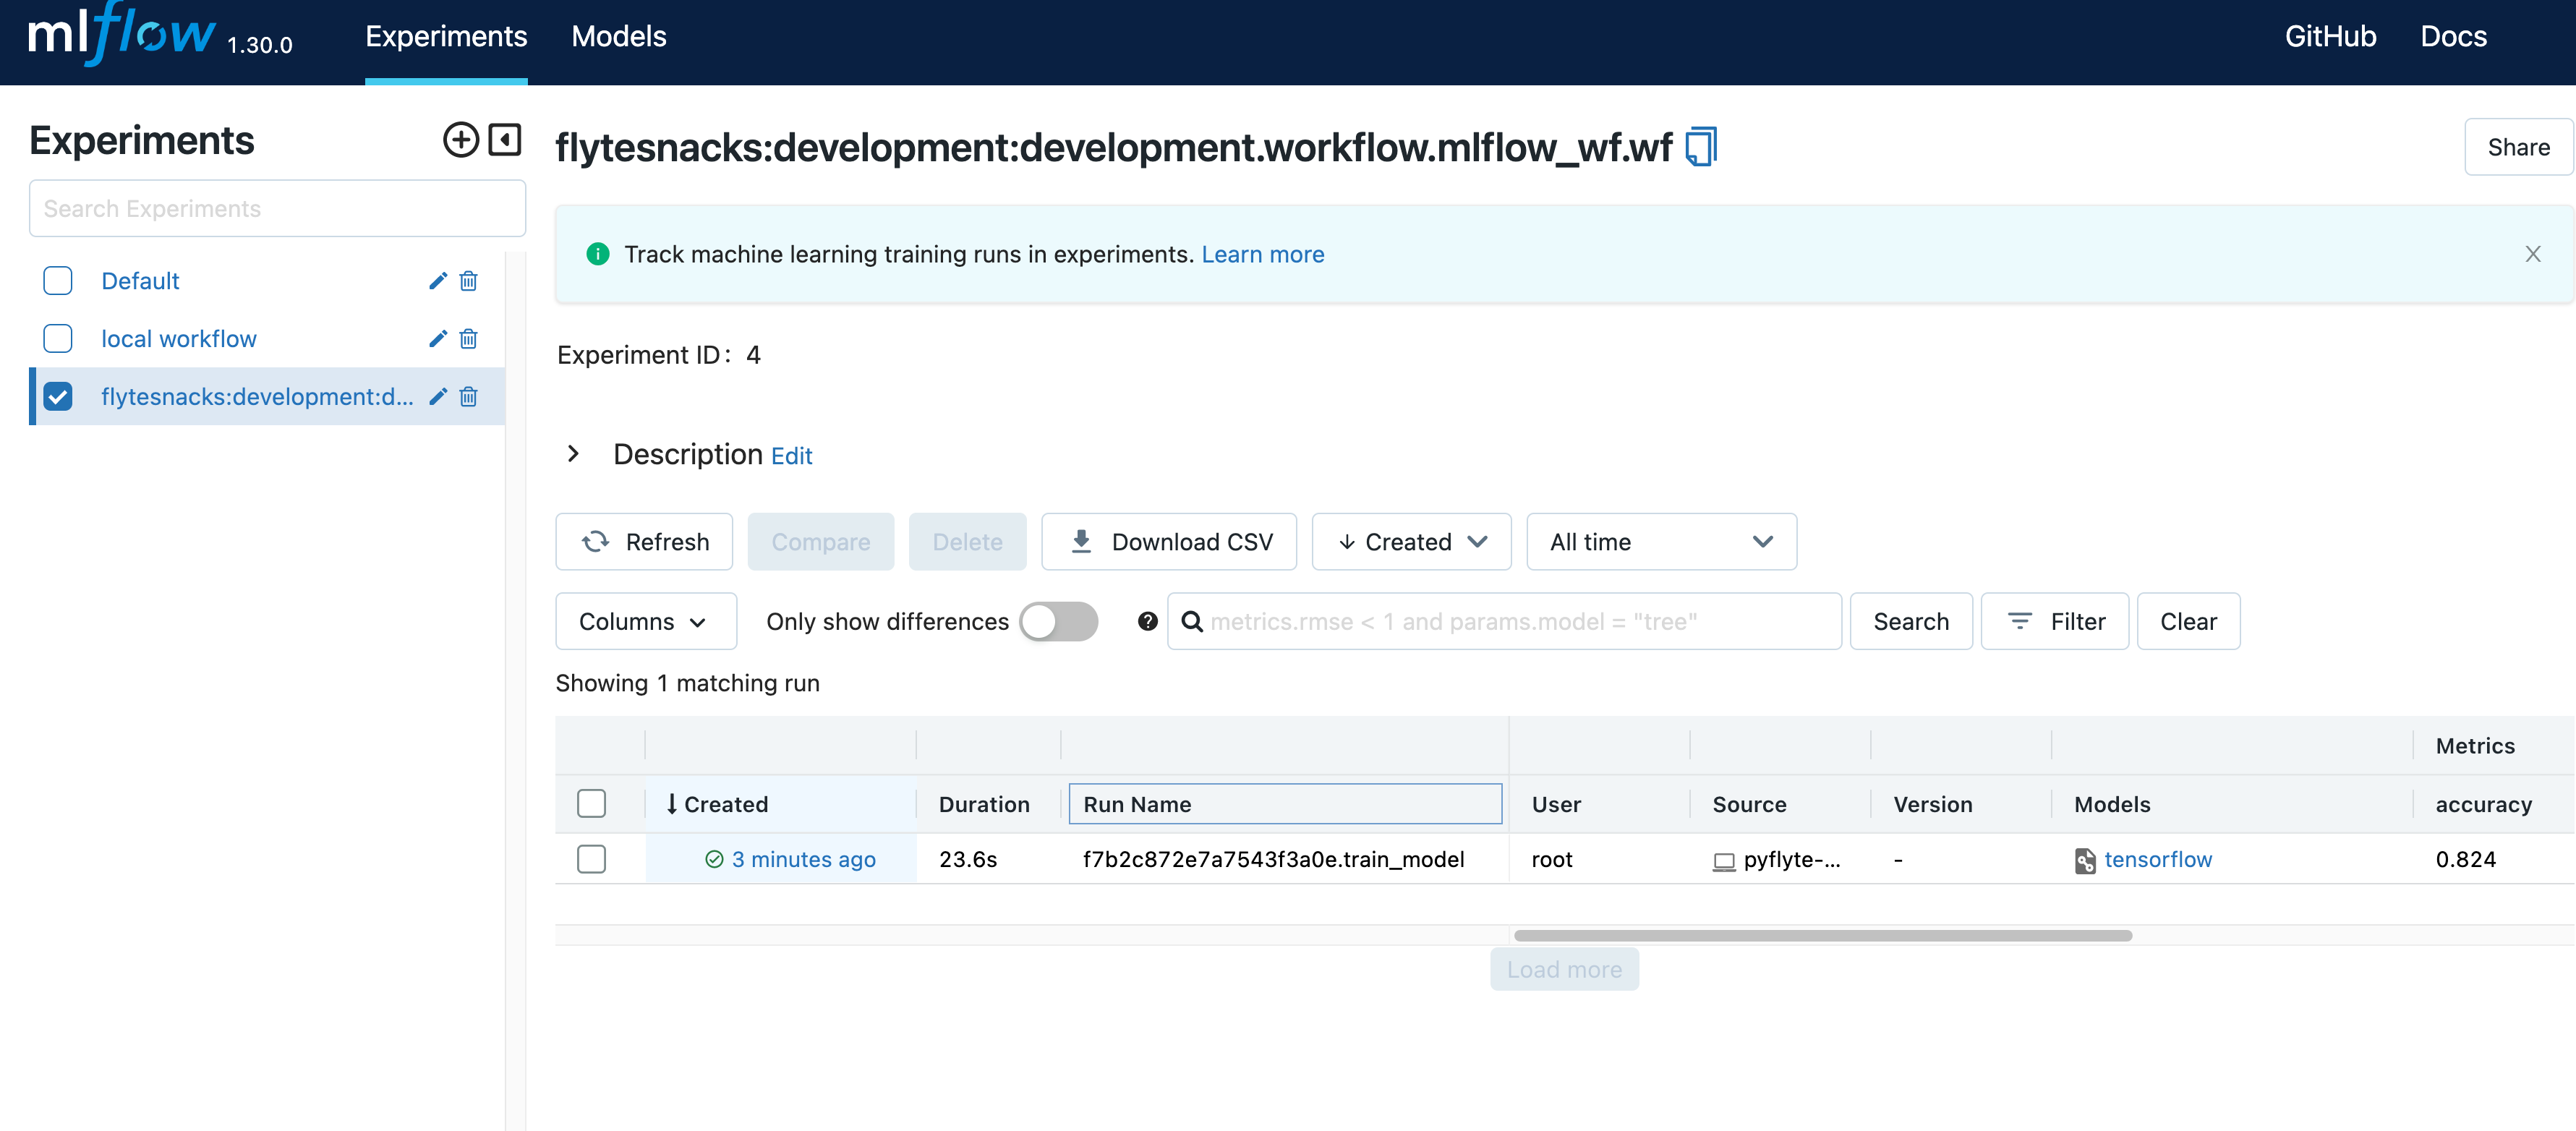 mlflow 1.30.0 Experiments Models GitHub Docs
Experiments
Search Experiments
Default
local workflow
flytesnacks:development:d...
flytesnacks:development:development.workflow.mlflow_wf.wf
Share
Track machine learning training runs in experiments. Learn more
Experiment ID: 4
Description Edit
Refresh Compare Delete Download CSV Created All time
Columns Only show differences metrics.rmse < 1 and params.model = "tree" Search Filter Clear
Showing 1 matching run
Metrics
Created Duration Run Name User Source Version Models accuracy
3 minutes ago 23.6s f7b2c872e7a7543f3a0e.train_model root pyflyte-... - tensorflow 0.824
Load more